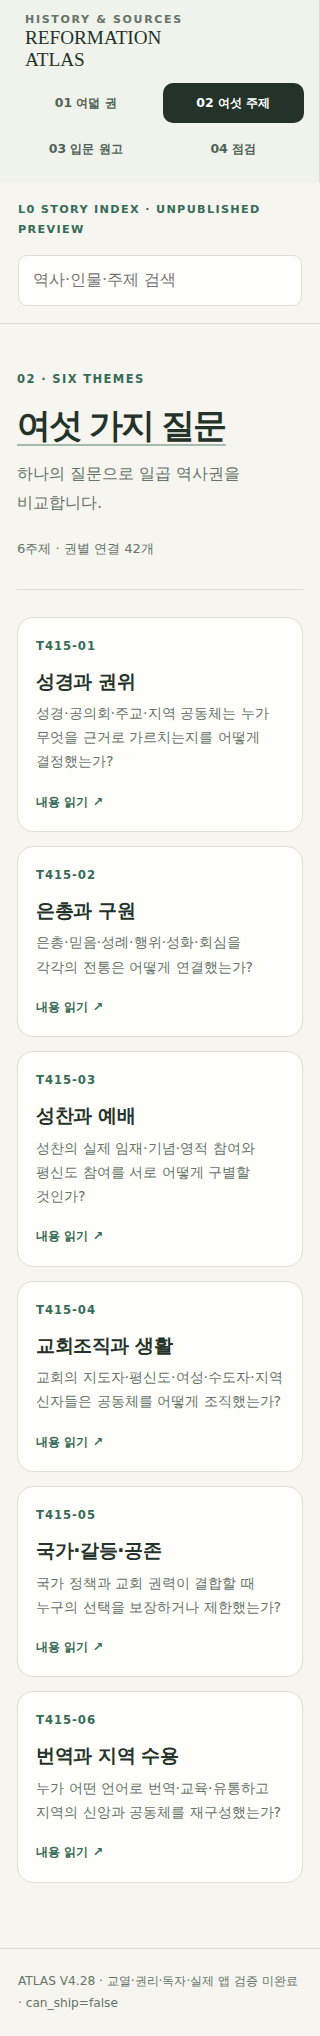 HISTORY & SOURCES
REFORMATION
ATLAS
01 여덟 권
02 여섯 주제
03 입문 원고
04 점검
L0 STORY INDEX · UNPUBLISHED
PREVIEW
역사·인물·주제 검색
02 · SIX THEMES
여섯 가지 질문
하나의 질문으로 일곱 역사권을
비교합니다.
6주제 · 권별 연결 42개
T415-01
성경과 권위
성경·공의회·주교·지역 공동체는 누가
무엇을 근거로 가르치는지를 어떻게
결정했는가?
내용 읽기 ↗
T415-02
은총과 구원
은총·믿음·성례·행위·성화·회심을
각각의 전통은 어떻게 연결했는가?
내용 읽기 ↗
T415-03
성찬과 예배
성찬의 실제 임재·기념·영적 참여와
평신도 참여를 서로 어떻게 구별할
것인가?
내용 읽기 ↗
T415-04
교회조직과 생활
교회의 지도자·평신도·여성·수도자·지역
신자들은 공동체를 어떻게 조직했는가?
내용 읽기 ↗
T415-05
국가·갈등·공존
국가 정책과 교회 권력이 결합할 때
누구의 선택을 보장하거나 제한했는가?
내용 읽기 ↗
T415-06
번역과 지역 수용
누가 어떤 언어로 번역·교육·유통하고
지역의 신앙과 공동체를 재구성했는가?
내용 읽기 ↗
ATLAS V4.28 · 교열·권리·독자·실제 앱 검증 미완료
· can_ship=false